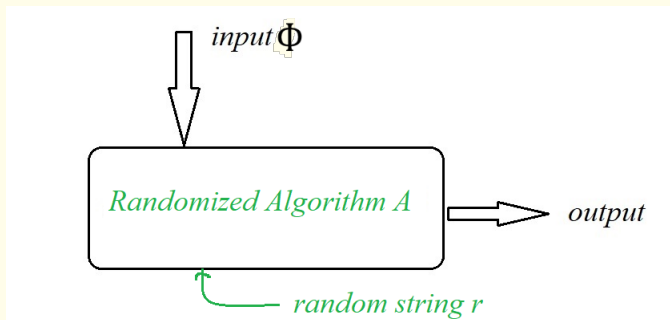 input Φ
Randomized Algorithm A
output
random string r